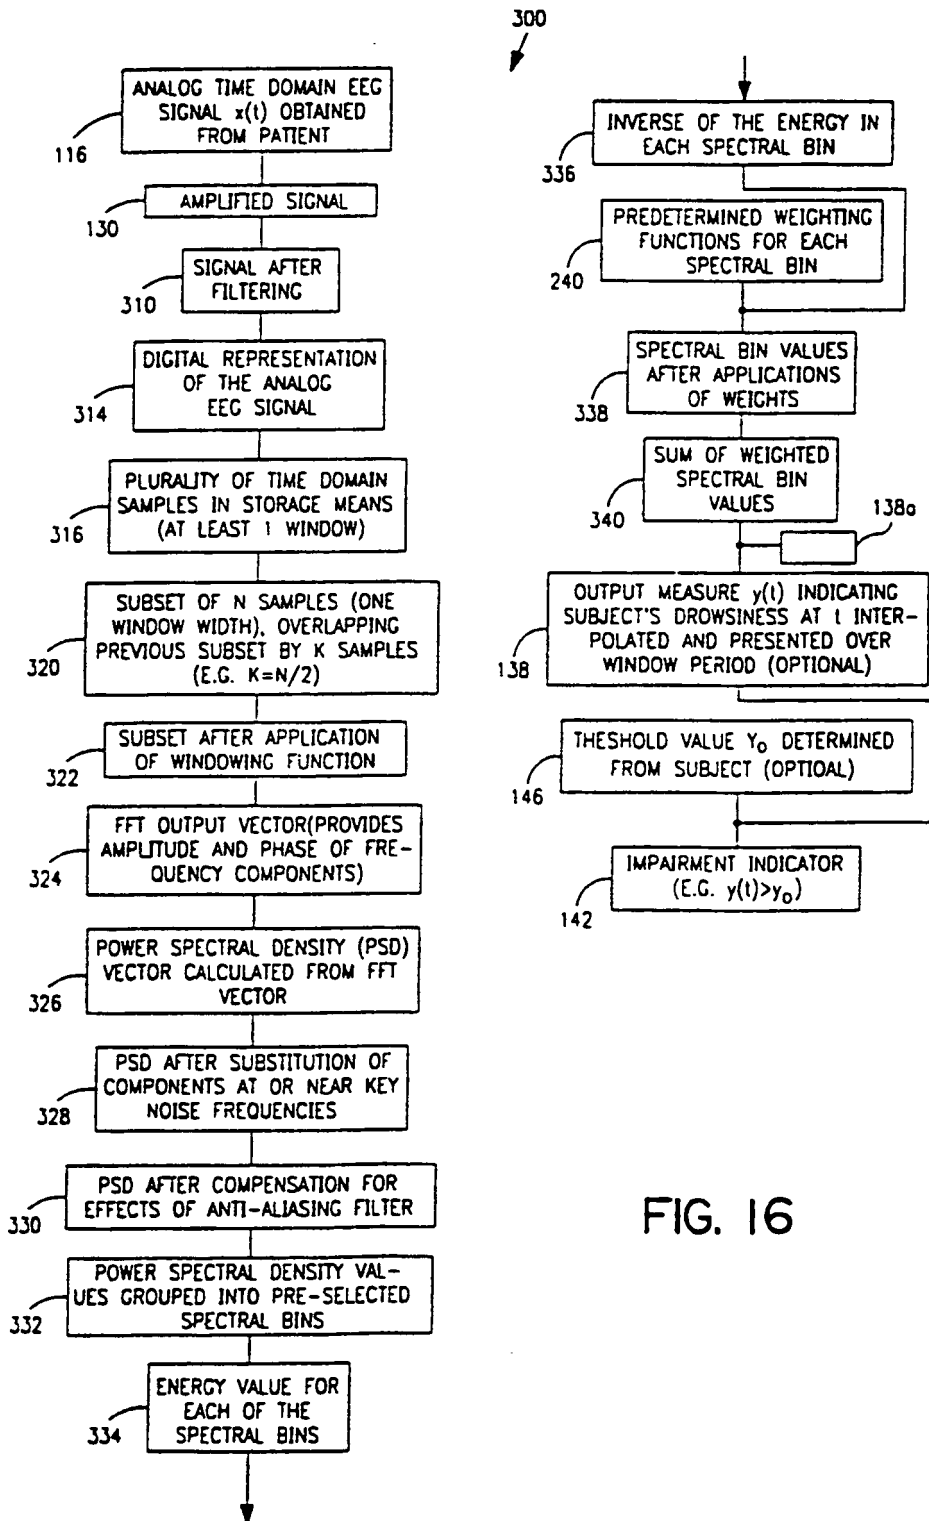 300
ANALOG TIME DOMAIN EEG
SIGNAL x(t) OBTAINED
FROM PATIENT
116
AMPLIFIED SIGNAL
130
SIGNAL AFTER
FILTERING
310
DIGITAL REPRESENTATION
OF THE ANALOG
EEG SIGNAL
314
PLURALITY OF TIME DOMAIN
SAMPLES IN STORAGE MEANS
(AT LEAST 1 WINDOW)
316
SUBSET OF N SAMPLES (ONE
WINDOW WIDTH), OVERLAPPING
PREVIOUS SUBSET BY K SAMPLES
(E.G. K=N/2)
320
SUBSET AFTER APPLICATION
OF WINDOWING FUNCTION
322
FFT OUTPUT VECTOR(PROVIDES
AMPLITUDE AND PHASE OF FRE-
QUENCY COMPONENTS)
324
POWER SPECTRAL DENSITY (PSD)
VECTOR CALCULATED FROM FFT
VECTOR
326
PSD AFTER SUBSTITUTION OF
COMPONENTS AT OR NEAR KEY
NOISE FREQUENCIES
328
PSD AFTER COMPENSATION FOR
EFFECTS OF ANTI-ALIASING FILTER
330
POWER SPECTRAL DENSITY VAL-
UES GROUPED INTO PRE-SELECTED
SPECTRAL BINS
332
ENERGY VALUE FOR
EACH OF THE
SPECTRAL BINS
334
INVERSE OF THE ENERGY IN
EACH SPECTRAL BIN
336
PREDETERMINED WEIGHTING
FUNCTIONS FOR EACH
SPECTRAL BIN
240
SPECTRAL BIN VALUES
AFTER APPLICATIONS
OF WEIGHTS
338
SUM OF WEIGHTED
SPECTRAL BIN
VALUES
340
138a
OUTPUT MEASURE y(t) INDICATING
SUBJECT'S DROWSINESS AT t INTER-
POLATED AND PRESENTED OVER
WINDOW PERIOD (OPTIONAL)
138
THESHOLD VALUE Y0 DETERMINED
FROM SUBJECT (OPTIOAL)
146
IMPAIRMENT INDICATOR
(E.G. y(t)>y0)
142
FIG. 16